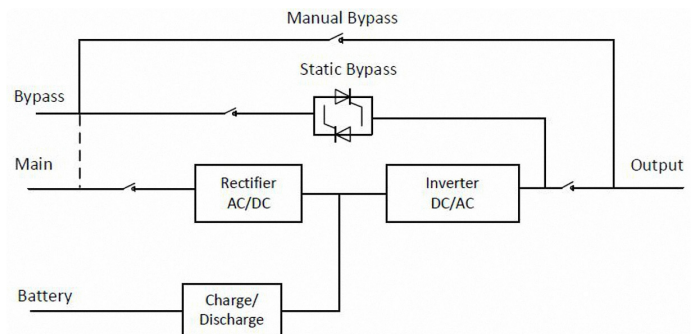 Manual Bypass
Static Bypass
Bypass
Main
Rectifier
AC/DC
Inverter
DC/AC
Output
Battery
Charge/
Discharge